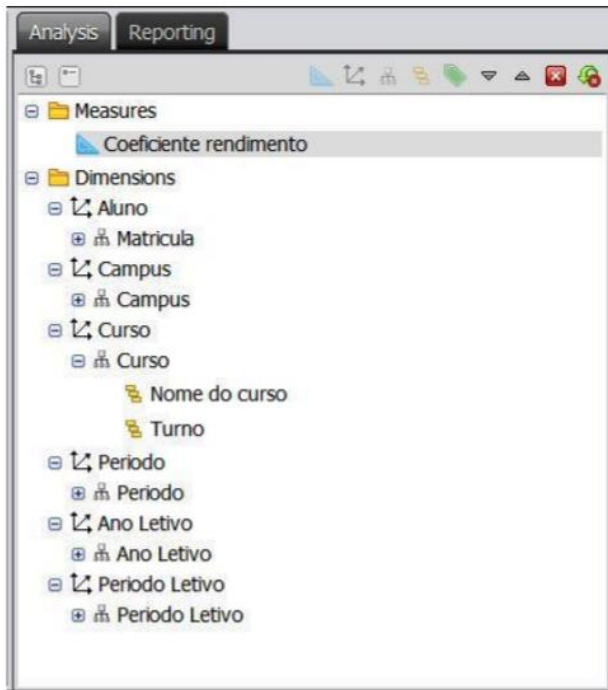 Analysis Reporting
Measures
Coeficiente rendimento
Dimensions
Aluno
Matricula
Campus
Campus
Curso
Curso
Nome do curso
Turno
Periodo
Periodo
Ano Letivo
Ano Letivo
Periodo Letivo
Periodo Letivo